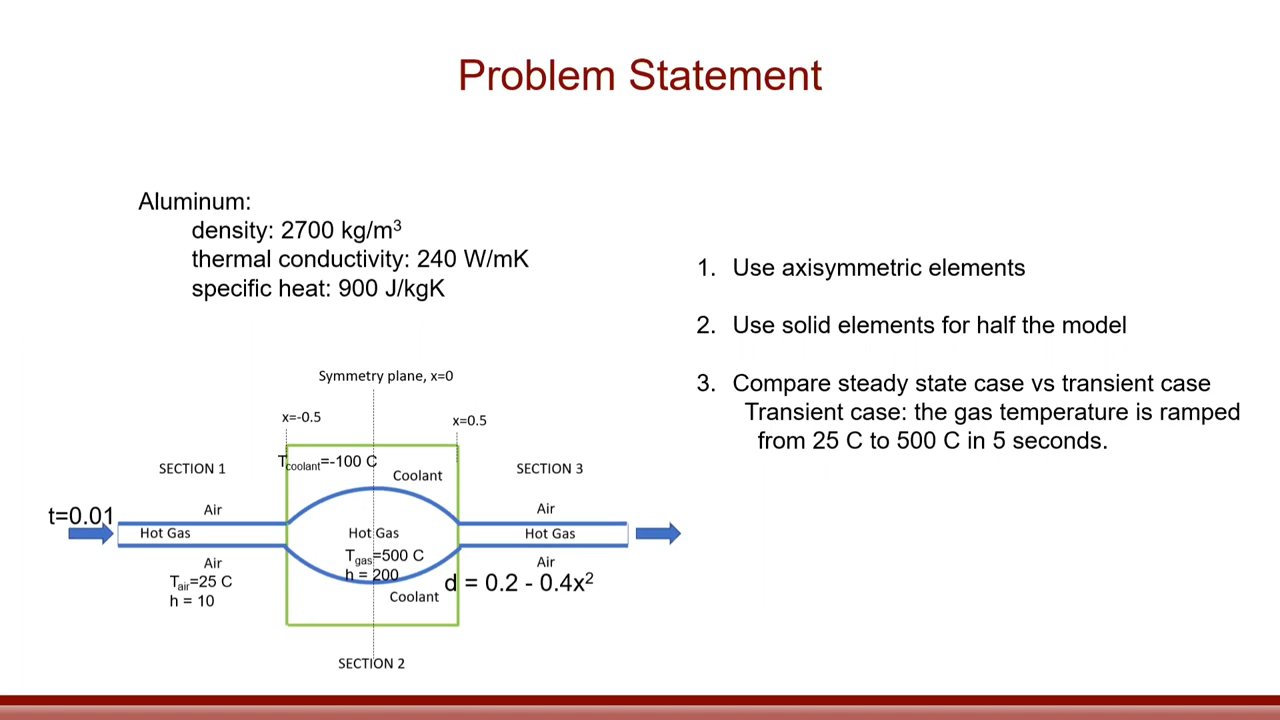 Problem Statement
Aluminum:
density: 2700 kg/m³
thermal conductivity: 240 W/mK
specific heat: 900 J/kgK
1. Use axisymmetric elements
2. Use solid elements for half the model
3. Compare steady state case vs transient case
Transient case: the gas temperature is ramped
from 25 C to 500 C in 5 seconds.
Symmetry plane, x=0
x=-0.5
x=0.5
SECTION 1
Tcoolant=-100 C
Coolant
SECTION 3
t=0.01
Air
Air
Hot Gas
Hot Gas
Hot Gas
Air
Tair=25 C
h = 10
Tgas=500 C
h = 200
Air
d = 0.2 - 0.4x²
Coolant
SECTION 2